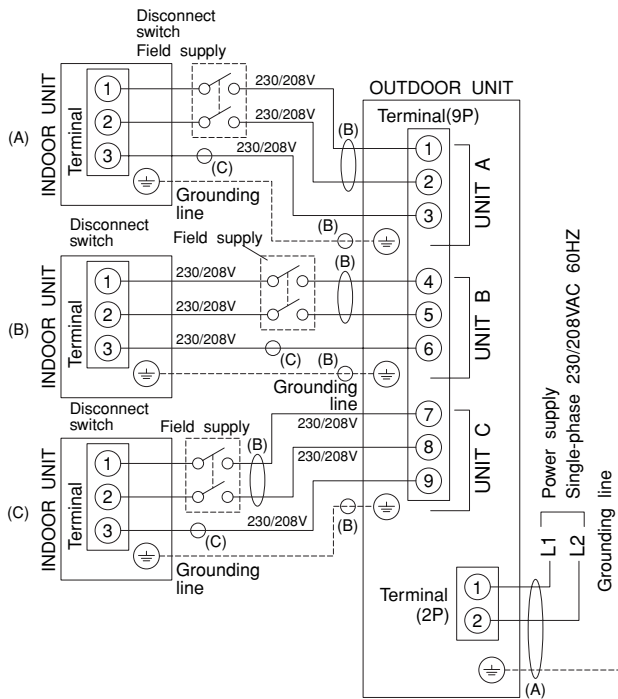 Disconnect
switch
Field supply
(A)
INDOOR UNIT
Terminal
1
2
3
230/208V
230/208V
230/208V
(C)
(B)
Grounding
line
(B)
OUTDOOR UNIT
Terminal(9P)
1
2
3
UNIT A
Disconnect
switch
Field supply
(B)
INDOOR UNIT
Terminal
1
2
3
230/208V
230/208V
230/208V
(B)
(C)
(B)
Grounding
line
4
5
6
UNIT B
Disconnect
switch
Field supply
(C)
INDOOR UNIT
Terminal
1
2
3
(B)
230/208V
230/208V
230/208V
(C)
(B)
Grounding
line
7
8
9
UNIT C
Power supply
Single-phase 230/208VAC 60HZ
L1
L2
Grounding line
Terminal
(2P)
1
2
(A)